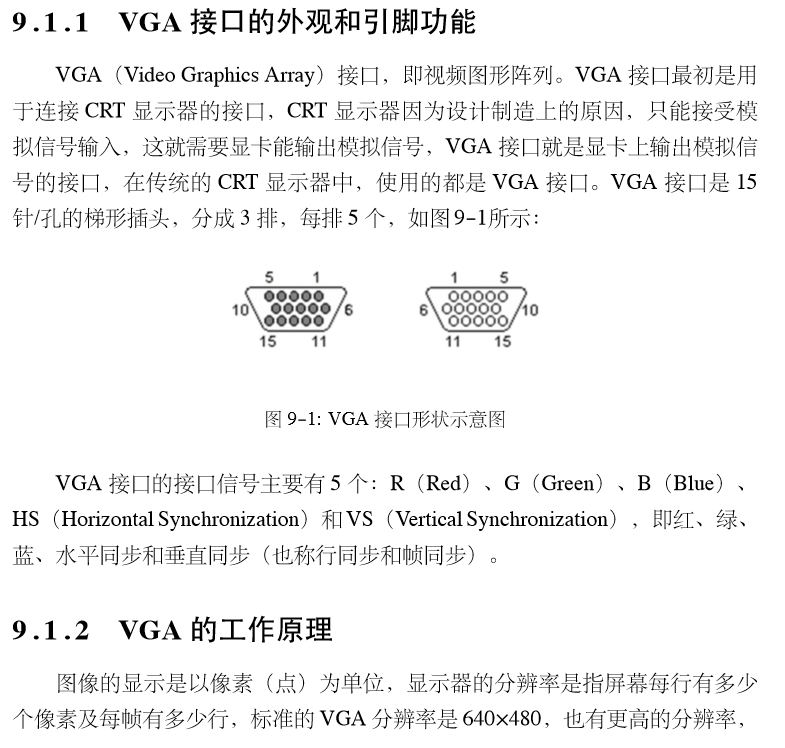 9.1.1 VGA 接口的外观和引脚功能
VGA（Video Graphics Array）接口，即视频图形阵列。VGA 接口最初是用
于连接 CRT 显示器的接口，CRT 显示器因为设计制造上的原因，只能接受模
拟信号输入，这就需要显卡能输出模拟信号，VGA 接口就是显卡上输出模拟信
号的接口，在传统的 CRT 显示器中，使用的都是 VGA 接口。VGA 接口是 15
针/孔的梯形插头，分成 3 排，每排 5 个，如图9-1所示：
5 1 1 5
10 6 6 10
15 11 11 15
图 9-1: VGA 接口形状示意图
VGA 接口的接口信号主要有 5 个：R（Red）、G（Green）、B（Blue）、
HS（Horizontal Synchronization）和 VS（Vertical Synchronization），即红、绿、
蓝、水平同步和垂直同步（也称行同步和帧同步）。
9.1.2 VGA 的工作原理
图像的显示是以像素（点）为单位，显示器的分辨率是指屏幕每行有多少
个像素及每帧有多少行，标准的 VGA 分辨率是 640×480，也有更高的分辨率，